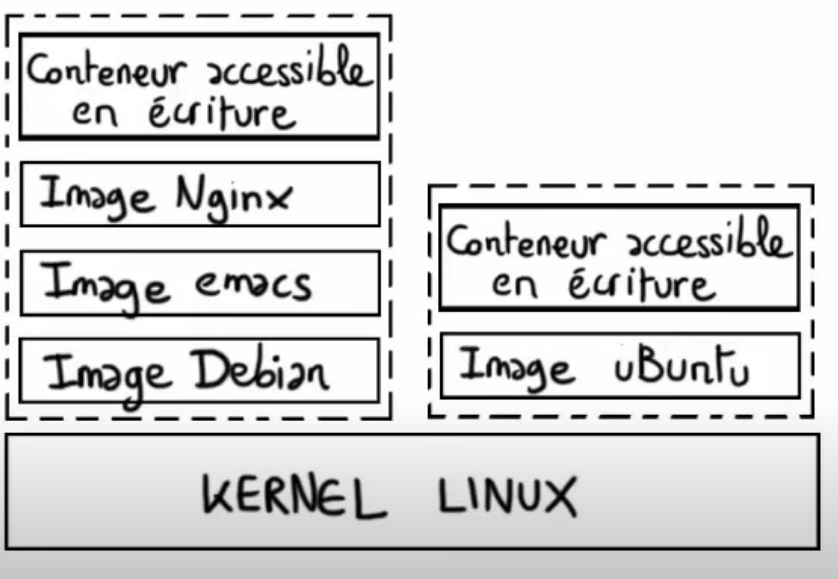 Conteneur accessible
en écriture
Image Nginx
Image emacs
Image Debian
Conteneur accessible
en écriture
Image uBuntu
KERNEL LINUX